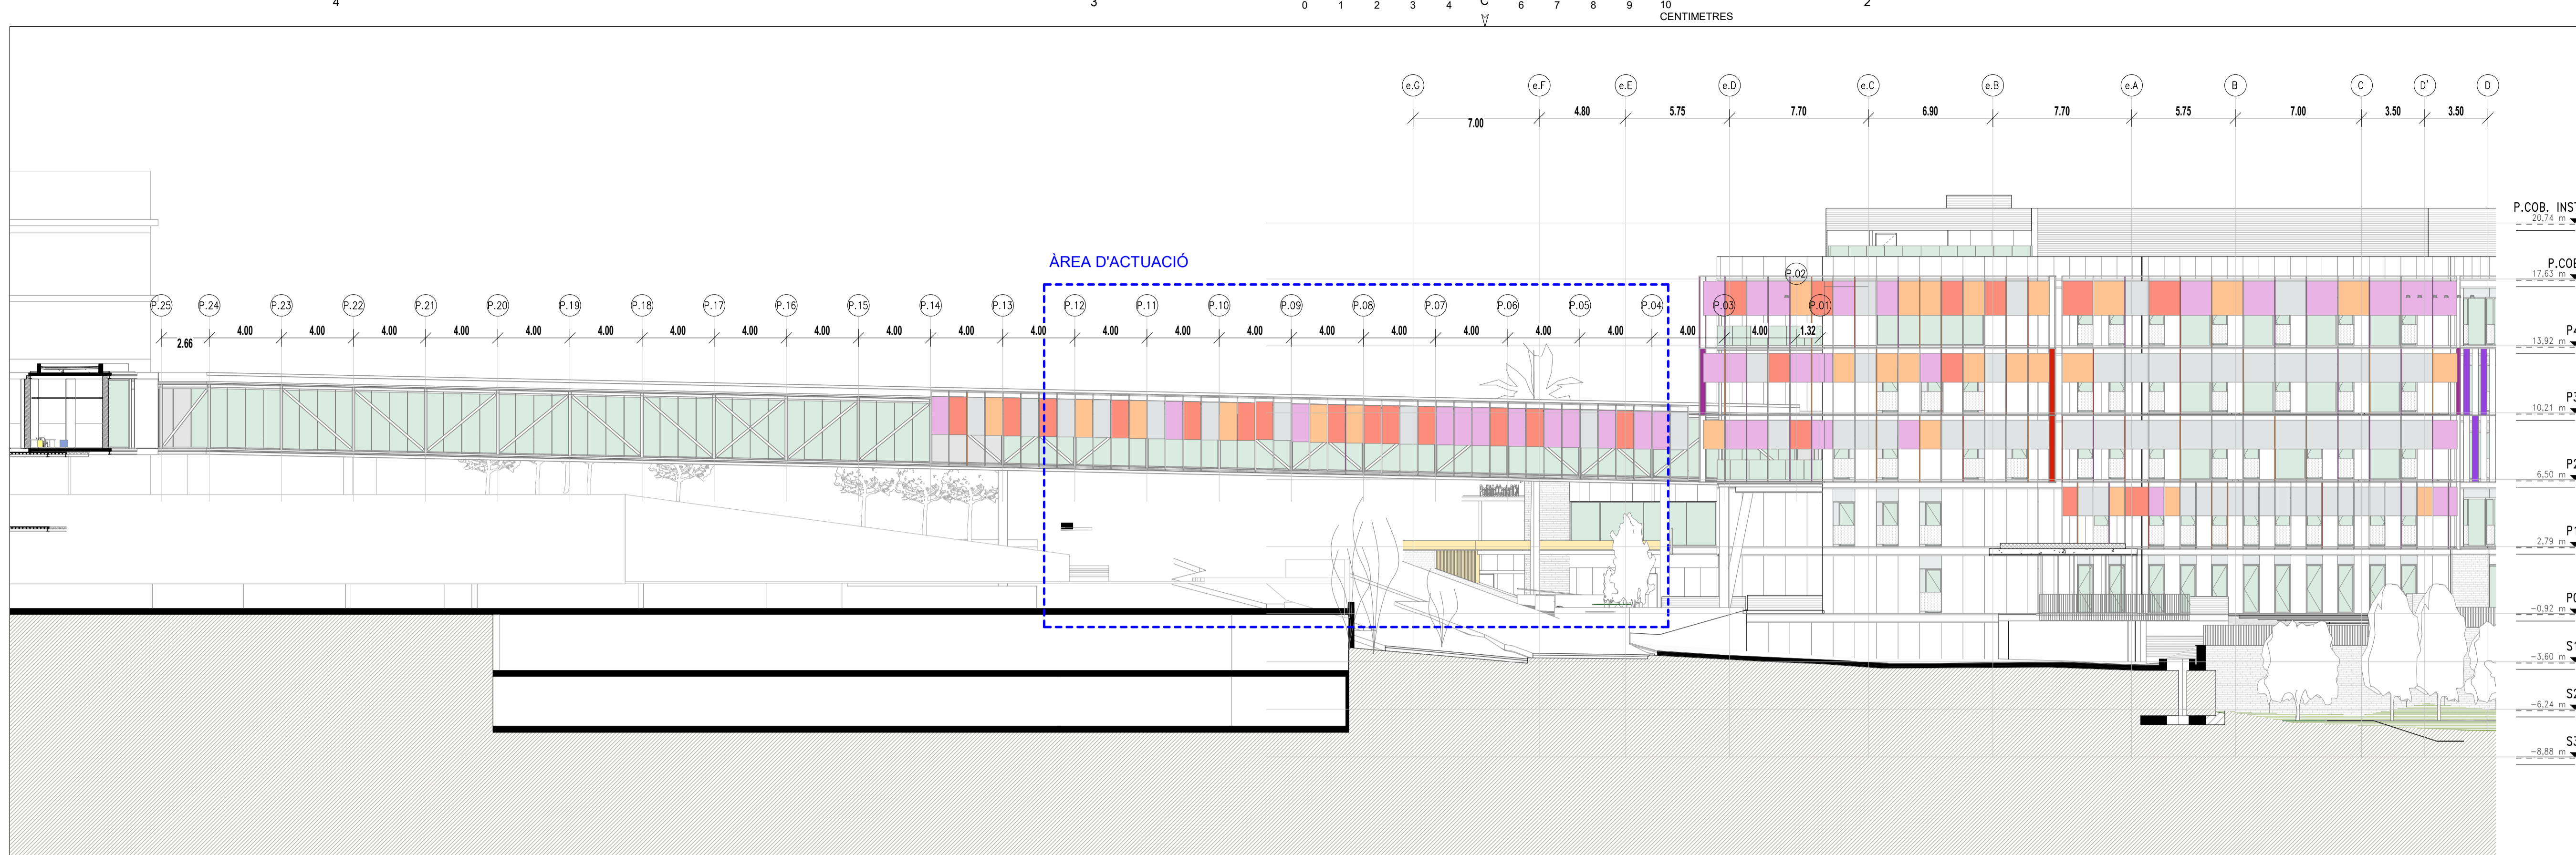 4 3 0 1 2 3 4 C 6 7 8 9 10 2
CENTIMETRES
e.G e.F e.E e.D e.C e.B e.A B C D' D
7.00 4.80 5.75 7.70 6.90 7.70 5.75 7.00 3.50 3.50
P.COB. INST
20,74 m
ÀREA D'ACTUACIÓ
P.COB
17,63 m
P.02
P.25 P.24 P.23 P.22 P.21 P.20 P.19 P.18 P.17 P.16 P.15 P.14 P.13 P.12 P.11 P.10 P.09 P.08 P.07 P.06 P.05 P.04 P.03 P.01
2.66 4.00 4.00 4.00 4.00 4.00 4.00 4.00 4.00 4.00 4.00 4.00 4.00 4.00 4.00 4.00 4.00 4.00 4.00 4.00 4.00 4.00 4.00 1.32
P4
13,92 m
P3
10,21 m
P2
6,50 m
P1
2,79 m
P0
-0,92 m
S1
-3,60 m
S2
-6,24 m
S3
-8,88 m